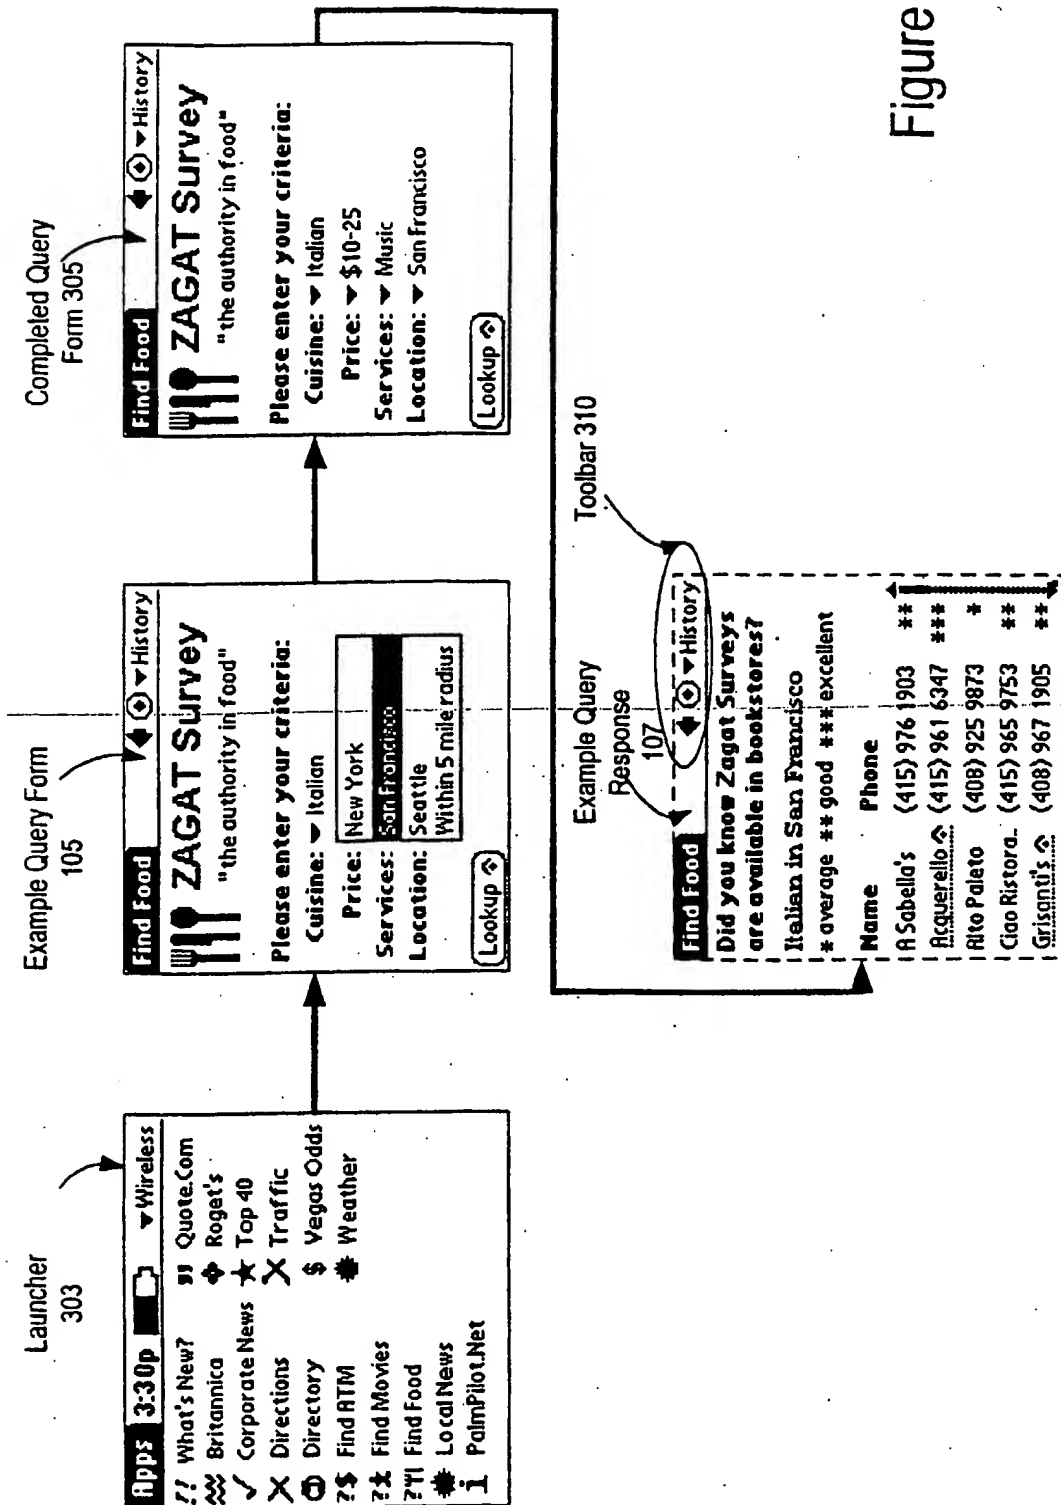 Launcher
303
Apps 3:30p ▾Wireless
?? What's New?
Britannica
Corporate News
Directions
Directory
?$ Find ATM
Find Movies
Find Food
Local News
i PalmPilot.Net
Quote.Com
Roget's
Top 40
Traffic
$ Vegas Odds
Weather
Example Query Form
105
Find Food ▾History
ZAGAT Survey
"the authority in food"
Please enter your criteria:
Cuisine: ▾ Italian
Price:
Services:
Location:
New York
San Francisco
Seattle
Within 5 mile radius
Lookup
Completed Query
Form 305
Find Food ▾History
ZAGAT Survey
"the authority in food"
Please enter your criteria:
Cuisine: ▾ Italian
Price: ▾ $10-25
Services: ▾ Music
Location: ▾ San Francisco
Lookup
Example Query
Response
107
Toolbar 310
Find Food ▾History
Did you know Zagat Surveys
are available in bookstores?
Italian in San Francisco
* average ** good *** excellent
Name Phone
A Sabella's (415) 976 1903 **
Acquerello (415) 961 6347 ***
Alto Paleto (408) 925 9873 *
Ciao Ristora.. (415) 965 9753 **
Grisanti's (408) 967 1905 **
Figure